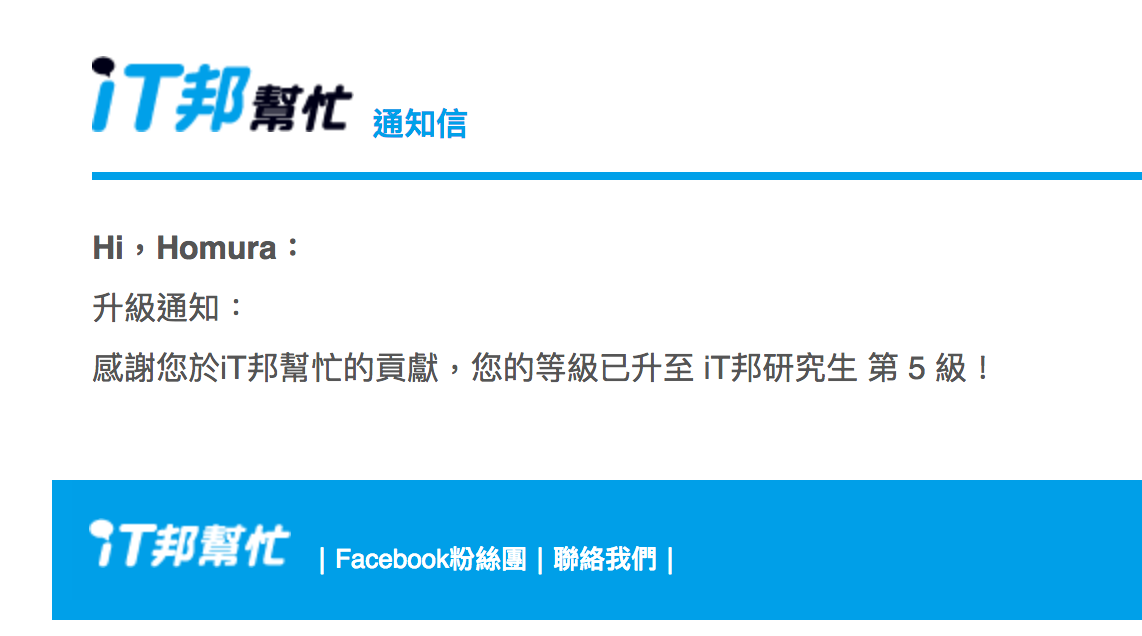 iT邦幫忙 通知信
Hi，Homura：
升級通知：
感謝您於iT邦幫忙的貢獻，您的等級已升至 iT邦研究生 第 5 級！
iT邦幫忙 | Facebook粉絲團 | 聯絡我們 |